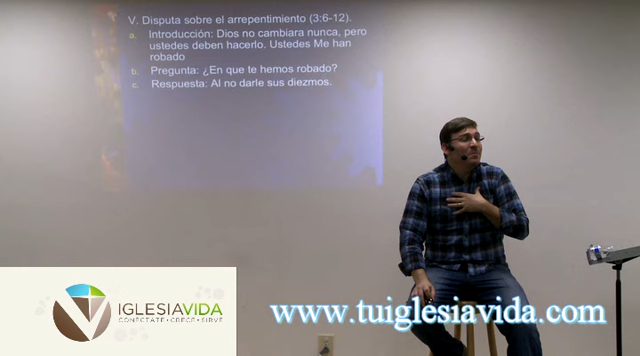 V. Disputa sobre el arrepentimiento (3:6-12).
a. Introducción: Dios no cambiara nunca, pero
ustedes deben hacerlo. Ustedes Me han
robado
b. Pregunta: ¿En que te hemos robado?
c. Respuesta: Al no darle sus diezmos.
IGLESIAVIDA
CONECTATE • CRECE • SIRVE
www.tuiglesiavida.com